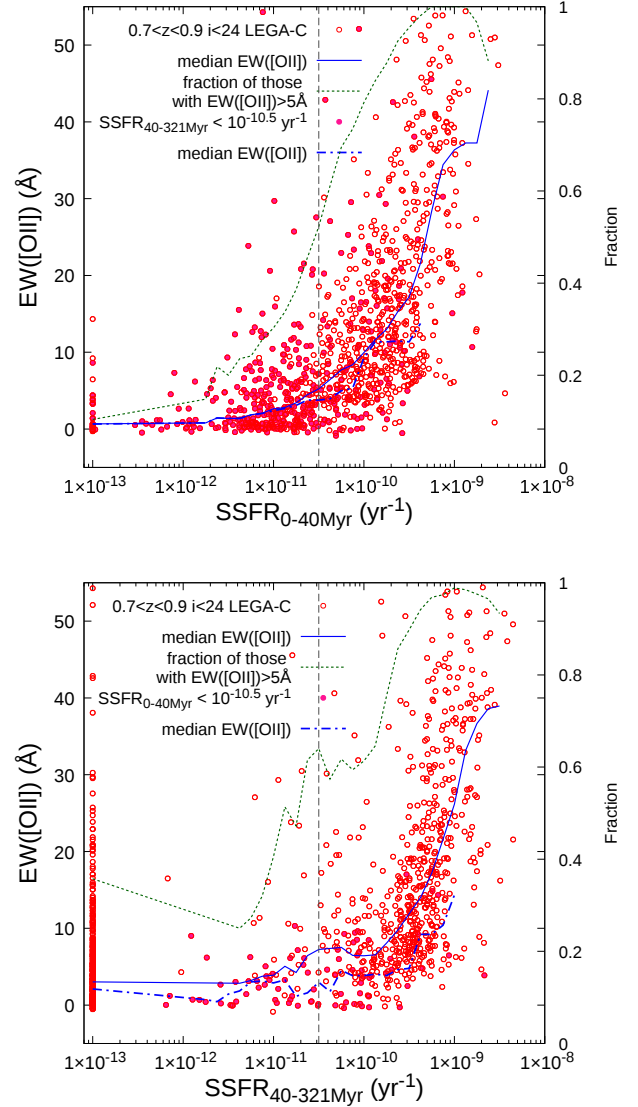 0.7<z<0.9 i<24 LEGA-C
median EW([OII])
fraction of those
with EW([OII])>5Å
SSFR40-321Myr < 10^-10.5 yr^-1
median EW([OII])
EW([OII]) (Å)
50
40
30
20
10
0
1
0.8
0.6
0.4
0.2
0
Fraction
1×10^-13
1×10^-12
1×10^-11
1×10^-10
1×10^-9
1×10^-8
SSFR0-40Myr (yr^-1)
0.7<z<0.9 i<24 LEGA-C
median EW([OII])
fraction of those
with EW([OII])>5Å
SSFR0-40Myr < 10^-10.5 yr^-1
median EW([OII])
EW([OII]) (Å)
50
40
30
20
10
0
1
0.8
0.6
0.4
0.2
0
Fraction
1×10^-13
1×10^-12
1×10^-11
1×10^-10
1×10^-9
1×10^-8
SSFR40-321Myr (yr^-1)